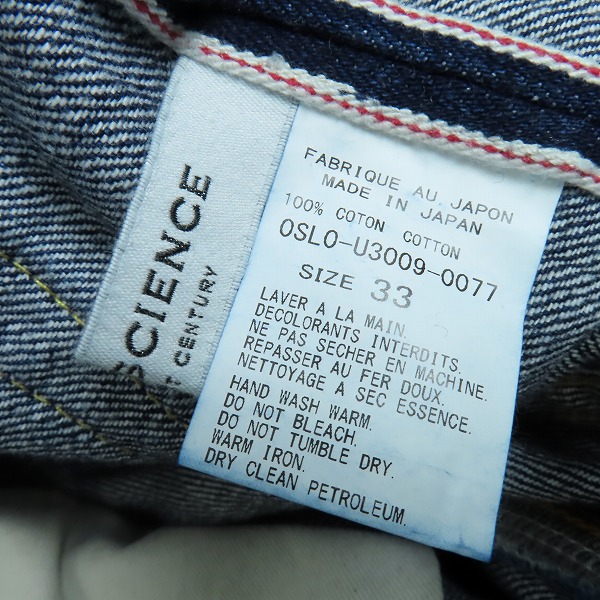 SCIENCE
CENTURY
FABRIQUE AU JAPON
MADE IN JAPAN
100% COTON COTTON
OSLO-U3009-0077
SIZE 33
LAVER A LA MAIN.
DECOLORANTS INTERDITS.
NE PAS SECHER EN MACHINE.
REPASSER AU FER DOUX.
NETTOYAGE A SEC ESSENCE.
HAND WASH WARM.
DO NOT BLEACH.
DO NOT TUMBLE DRY.
WARM IRON.
DRY CLEAN PETROLEUM.